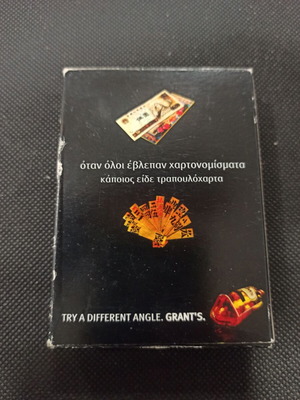 όταν όλοι έβλεπαν χαρτονομίσματα
κάποιος είδε τραπουλόχαρτα
TRY A DIFFERENT ANGLE. GRANT'S.